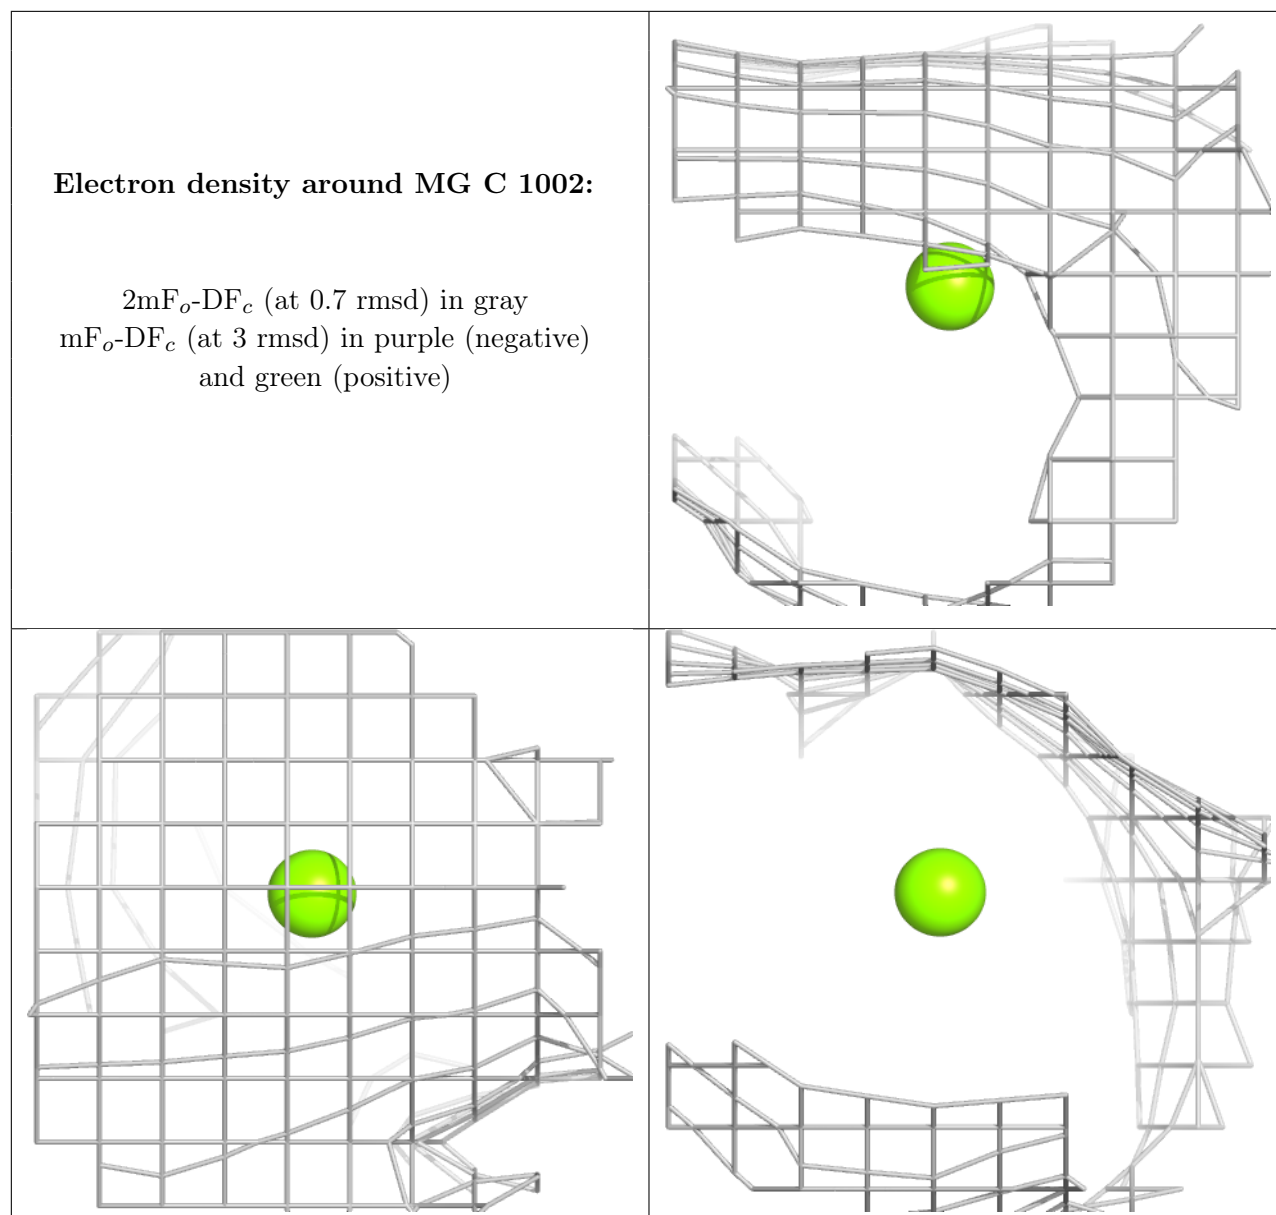 Electron density around MG C 1002:
2mFo-DFc (at 0.7 rmsd) in gray
mFo-DFc (at 3 rmsd) in purple (negative)
and green (positive)